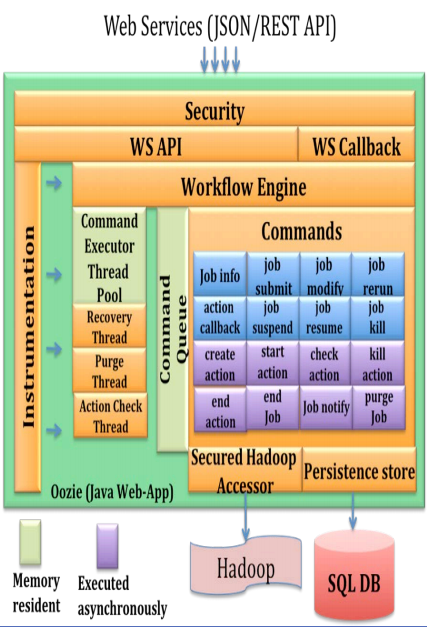 Web Services (JSON/REST API)
Security
WS API
WS Callback
Workflow Engine
Instrumentation
Command
Executor
Thread
Pool
Recovery
Thread
Purge
Thread
Action Check
Thread
Command
Queue
Commands
Job info
job
submit
job
modify
job
rerun
action
callback
job
suspend
job
resume
job
kill
create
action
start
action
check
action
kill
action
end
action
end
Job
Job notify
purge
Job
Secured Hadoop
Accessor
Persistence store
Oozie (Java Web-App)
Memory
resident
Executed
asynchronously
Hadoop
SQL DB